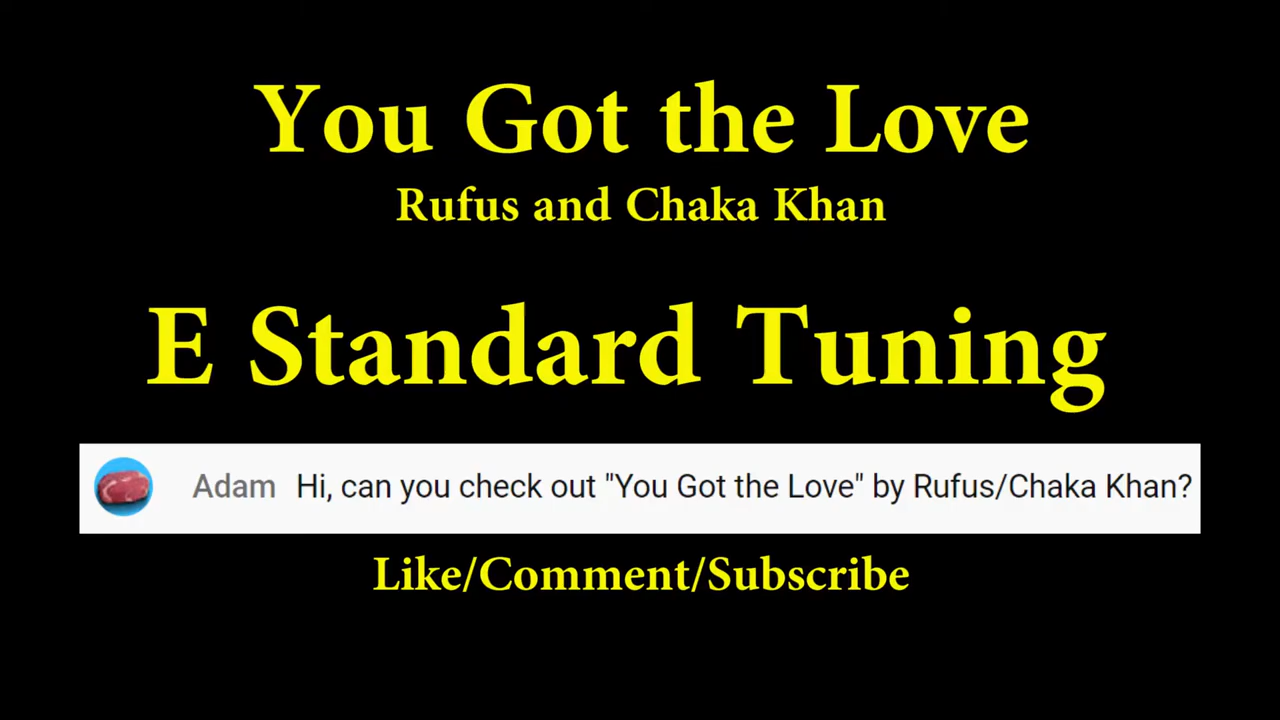 You Got the Love
Rufus and Chaka Khan
E Standard Tuning
Adam Hi, can you check out "You Got the Love" by Rufus/Chaka Khan?
Like/Comment/Subscribe